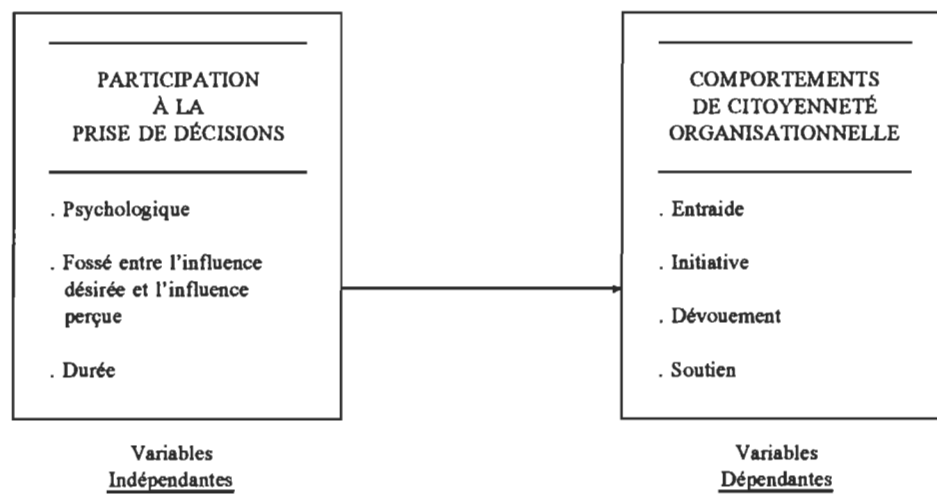 PARTICIPATION
À LA
PRISE DE DÉCISIONS
. Psychologique
. Fossé entre l'influence
désirée et l'influence
perçue
. Durée
Variables
Indépendantes
COMPORTEMENTS
DE CITOYENNETÉ
ORGANISATIONNELLE
. Entraide
. Initiative
. Dévouement
. Soutien
Variables
Dépendantes